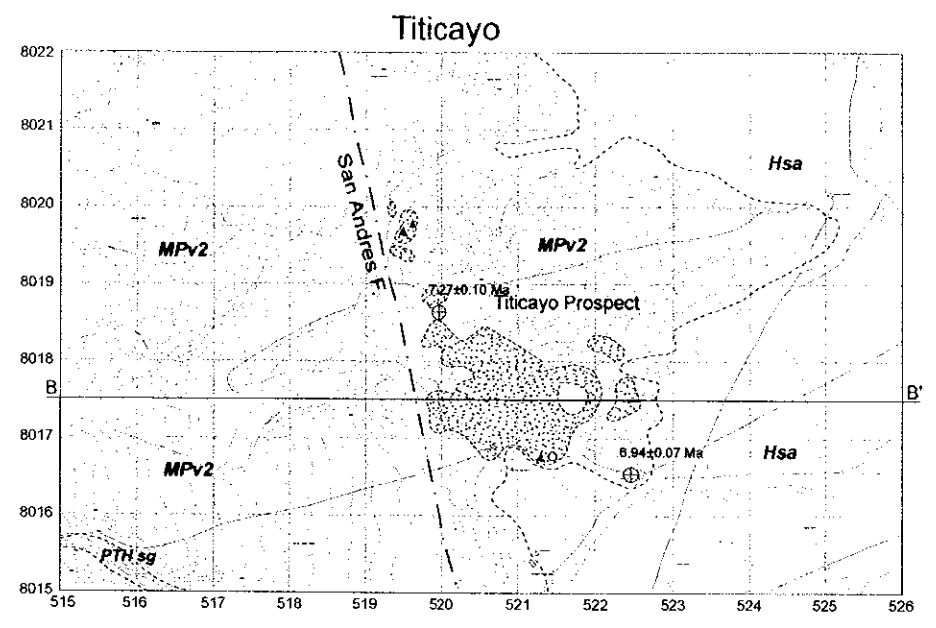 Titicayo
8022
8021
8020
8019
8018
B
8017
8016
8015
515 516 517 518 519 520 521 522 523 524 525 526
San Andres F.
Hsa
MPv2
MPv2
7.27±0.10 Ma
Titicayo Prospect
B'
6.94±0.07 Ma
MPv2
Hsa
PTH sg